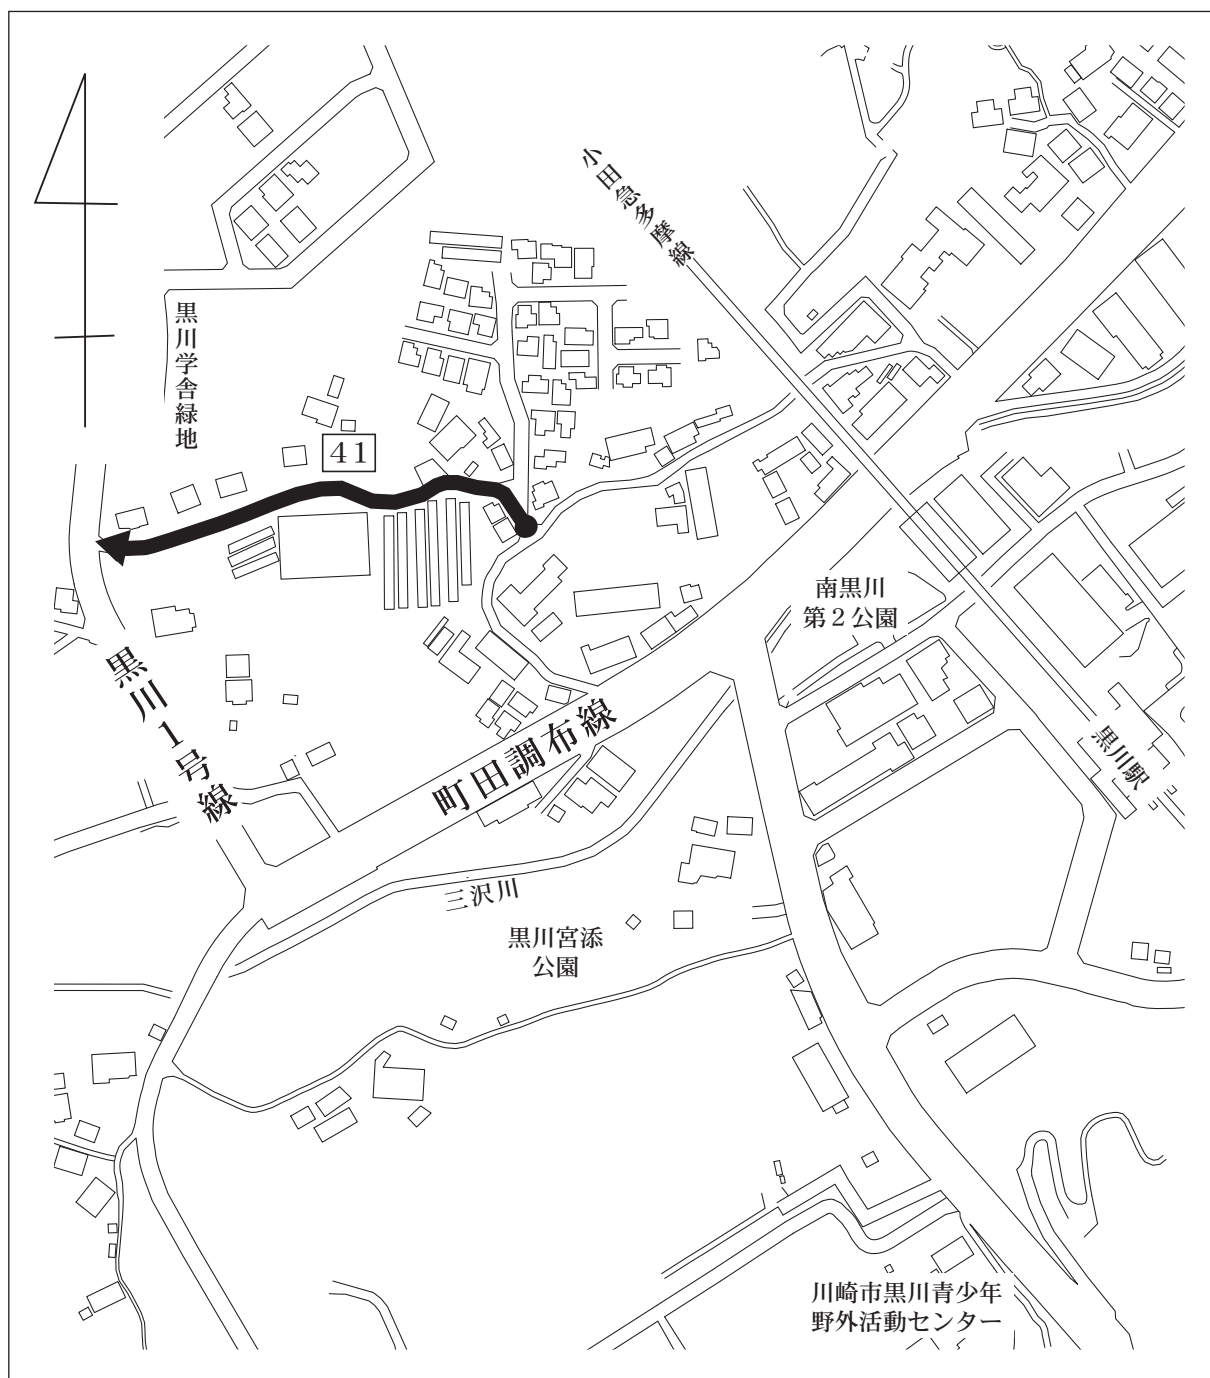 小田急多摩線
黒川学舎緑地
41
南黒川
第2公園
黒川1号線
町田調布線
黒川駅
三沢川
黒川宮添
公園
川崎市黒川青少年
野外活動センター